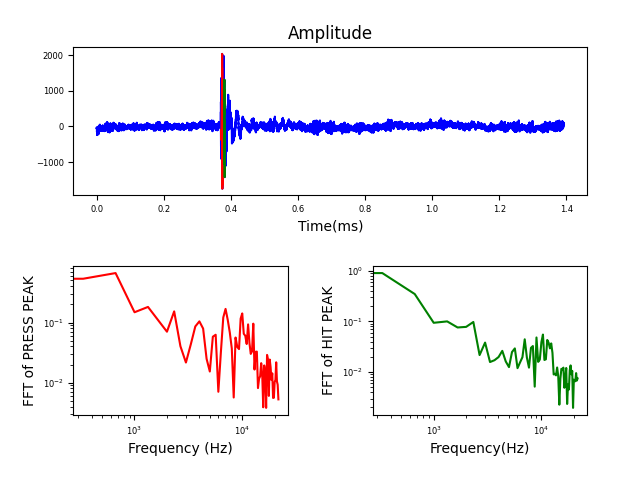 Amplitude
2000
1000
0
−1000
0.0 0.2 0.4 0.6 0.8 1.0 1.2 1.4
Time(ms)
FFT of PRESS PEAK
10⁻¹
10⁻²
10³ 10⁴
Frequency (Hz)
FFT of HIT PEAK
10⁰
10⁻¹
10⁻²
10³ 10⁴
Frequency(Hz)